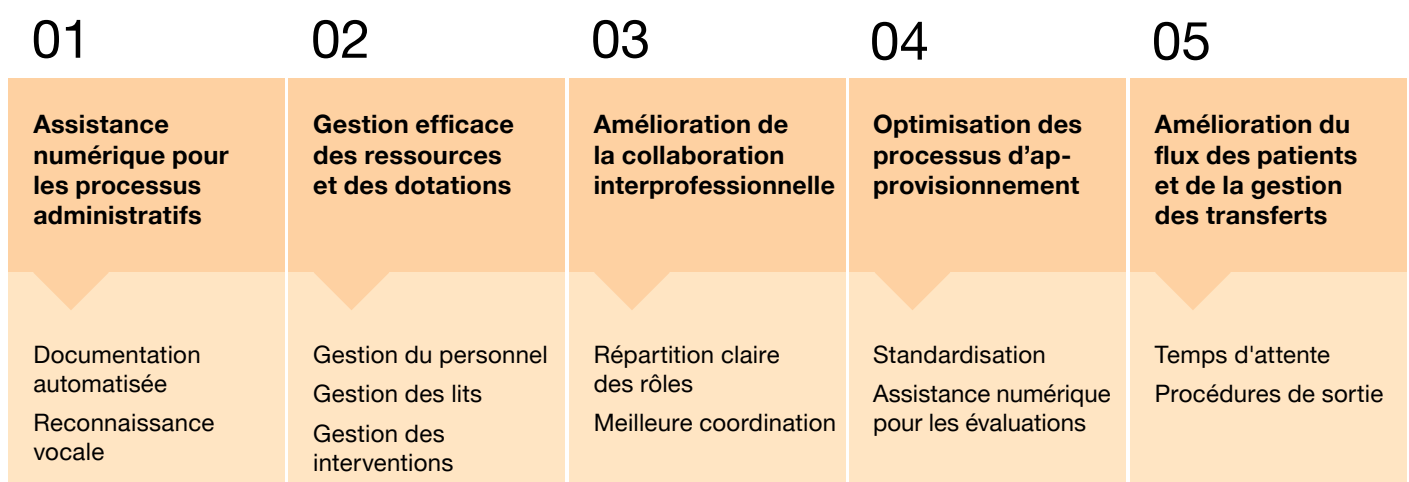 01
Assistance
numérique pour
les processus
administratifs
Documentation
automatisée
Reconnaissance
vocale
02
Gestion efficace
des ressources
et des dotations
Gestion du personnel
Gestion des lits
Gestion des
interventions
03
Amélioration de
la collaboration
interprofessionnelle
Répartition claire
des rôles
Meilleure coordination
04
Optimisation des
processus d’ap-
provisionnement
Standardisation
Assistance numérique
pour les évaluations
05
Amélioration du
flux des patients
et de la gestion
des transferts
Temps d'attente
Procédures de sortie